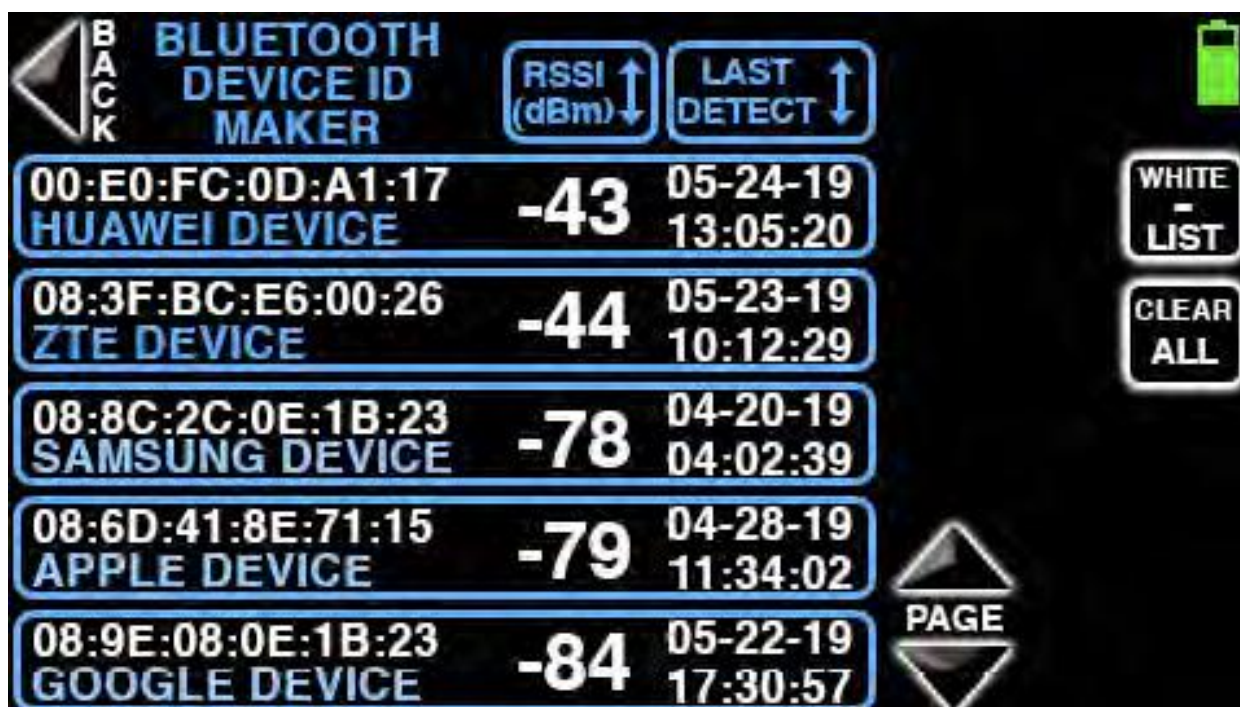 BACK
BLUETOOTH
DEVICE ID
MAKER
RSSI
(dBm)
LAST
DETECT
00:E0:FC:0D:A1:17
HUAWEI DEVICE
-43
05-24-19
13:05:20
WHITE
-
LIST
08:3F:BC:E6:00:26
ZTE DEVICE
-44
05-23-19
10:12:29
CLEAR
ALL
08:8C:2C:0E:1B:23
SAMSUNG DEVICE
-78
04-20-19
04:02:39
08:6D:41:8E:71:15
APPLE DEVICE
-79
04-28-19
11:34:02
PAGE
08:9E:08:0E:1B:23
GOOGLE DEVICE
-84
05-22-19
17:30:57